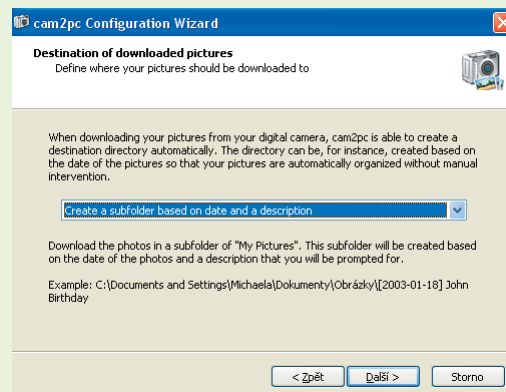 cam2pc Configuration Wizard
Destination of downloaded pictures
Define where your pictures should be downloaded to
When downloading your pictures from your digital camera, cam2pc is able to create a
destination directory automatically. The directory can be, for instance, created based on
the date of the pictures so that your pictures are automatically organized without manual
intervention.
Create a subfolder based on date and a description
Download the photos in a subfolder of "My Pictures". This subfolder will be created based
on the date of the photos and a description that you will be prompted for.
Example: C:\Documents and Settings\Michaela\Dokumenty\Obrázky\[2003-01-18] John
Birthday
< Zpět
Další >
Storno